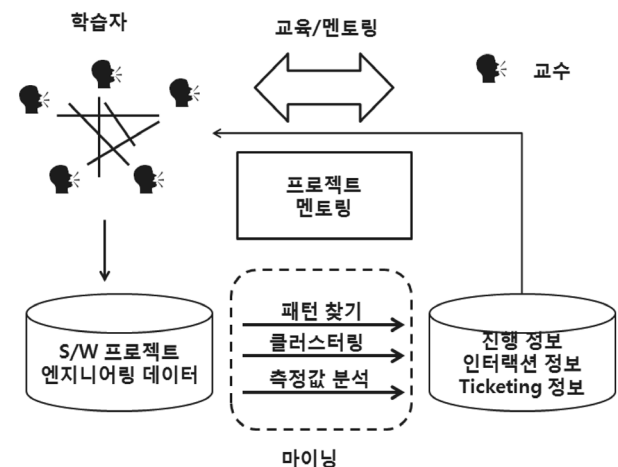 학습자
교육/멘토링
교수
프로젝트
멘토링
패턴 찾기
클러스터링
측정값 분석
S/W 프로젝트
엔지니어링 데이터
진행 정보
인터랙션 정보
Ticketing 정보
마이닝